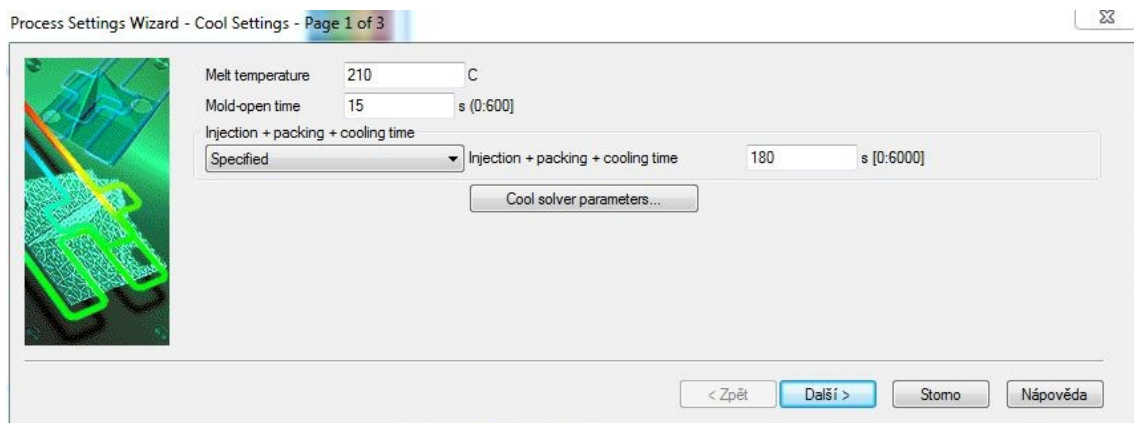 Process Settings Wizard - Cool Settings - Page 1 of 3
Melt temperature 210 C
Mold-open time 15 s (0:600]
Injection + packing + cooling time
Specified Injection + packing + cooling time 180 s [0:6000]
Cool solver parameters...
< Zpět Další > Storno Nápověda